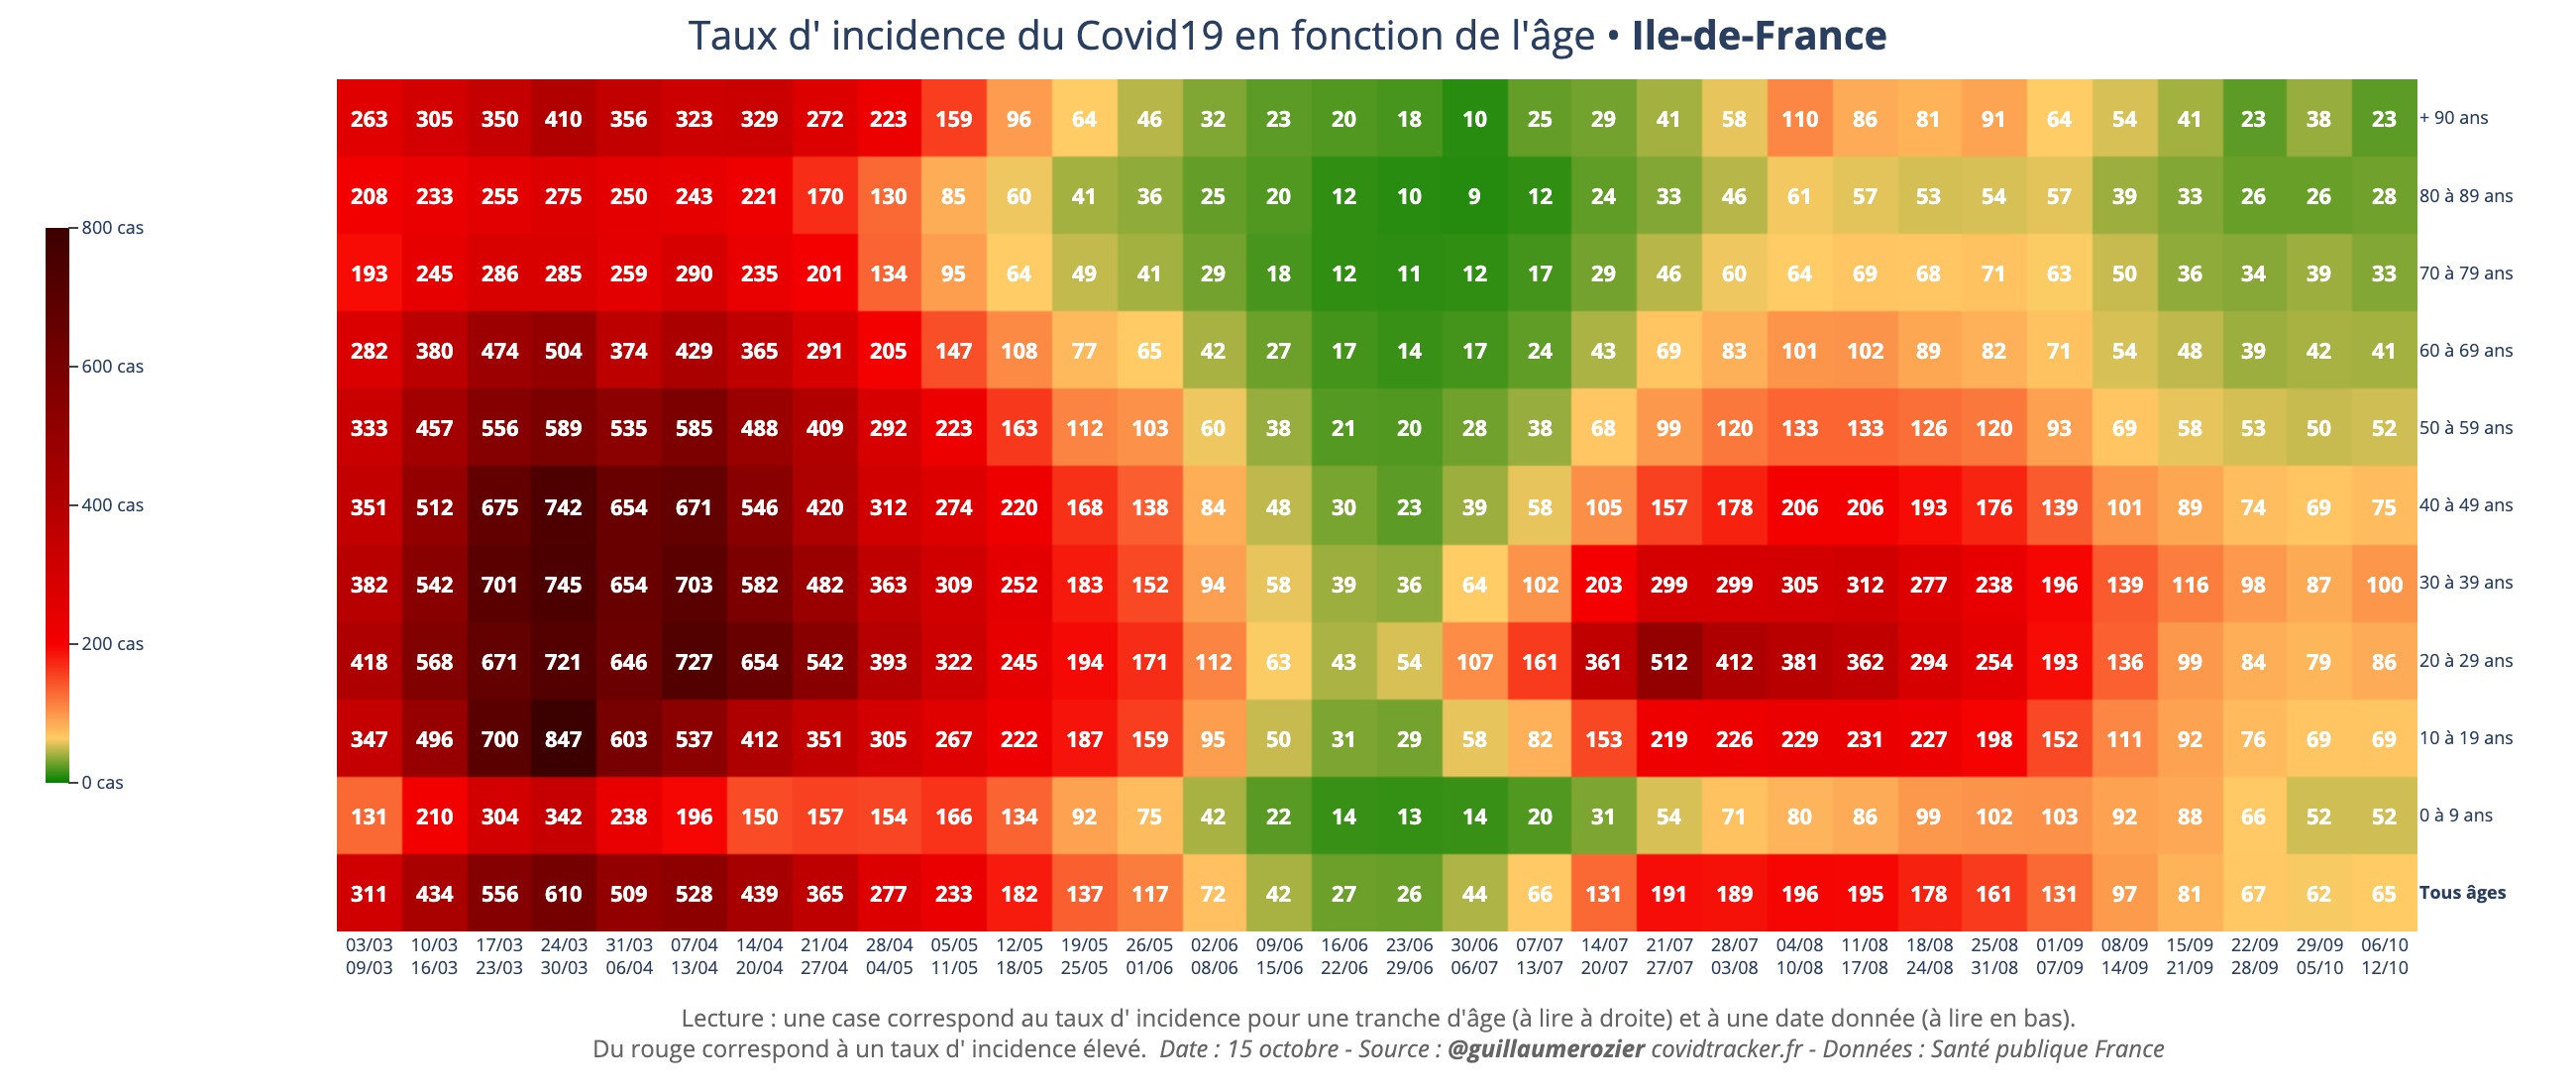 Taux d' incidence du Covid19 en fonction de l'âge • Ile-de-France
800 cas
600 cas
400 cas
200 cas
0 cas
263 305 350 410 356 323 329 272 223 159 96 64 46 32 23 20 18 10 25 29 41 58 110 86 81 91 64 54 41 23 38 23 + 90 ans
208 233 255 275 250 243 221 170 130 85 60 41 36 25 20 12 10 9 12 24 33 46 61 57 53 54 57 39 33 26 26 28 80 à 89 ans
193 245 286 285 259 290 235 201 134 95 64 49 41 29 18 12 11 12 17 29 46 60 64 69 68 71 63 50 36 34 39 33 70 à 79 ans
282 380 474 504 374 429 365 291 205 147 108 77 65 42 27 17 14 17 24 43 69 83 101 102 89 82 71 54 48 39 42 41 60 à 69 ans
333 457 556 589 535 585 488 409 292 223 163 112 103 60 38 21 20 28 38 68 99 120 133 133 126 120 93 69 58 53 50 52 50 à 59 ans
351 512 675 742 654 671 546 420 312 274 220 168 138 84 48 30 23 39 58 105 157 178 206 206 193 176 139 101 89 74 69 75 40 à 49 ans
382 542 701 745 654 703 582 482 363 309 252 183 152 94 58 39 36 64 102 203 299 299 305 312 277 238 196 139 116 98 87 100 30 à 39 ans
418 568 671 721 646 727 654 542 393 322 245 194 171 112 63 43 54 107 161 361 512 412 381 362 294 254 193 136 99 84 79 86 20 à 29 ans
347 496 700 847 603 537 412 351 305 267 222 187 159 95 50 31 29 58 82 153 219 226 229 231 227 198 152 111 92 76 69 69 10 à 19 ans
131 210 304 342 238 196 150 157 154 166 134 92 75 42 22 14 13 14 20 31 54 71 80 86 99 102 103 92 88 66 52 52 0 à 9 ans
311 434 556 610 509 528 439 365 277 233 182 137 117 72 42 27 26 44 66 131 191 189 196 195 178 161 131 97 81 67 62 65 Tous âges
03/03 10/03 17/03 24/03 31/03 07/04 14/04 21/04 28/04 05/05 12/05 19/05 26/05 02/06 09/06 16/06 23/06 30/06 07/07 14/07 21/07 28/07 04/08 11/08 18/08 25/08 01/09 08/09 15/09 22/09 29/09 06/10
09/03 16/03 23/03 30/03 06/04 13/04 20/04 27/04 04/05 11/05 18/05 25/05 01/06 08/06 15/06 22/06 29/06 06/07 13/07 20/07 27/07 03/08 10/08 17/08 24/08 31/08 07/09 14/09 21/09 28/09 05/10 12/10
Lecture : une case correspond au taux d' incidence pour une tranche d'âge (à lire à droite) et à une date donnée (à lire en bas).
Du rouge correspond à un taux d' incidence élevé. Date : 15 octobre - Source : @guillaumerozier covidtracker.fr - Données : Santé publique France